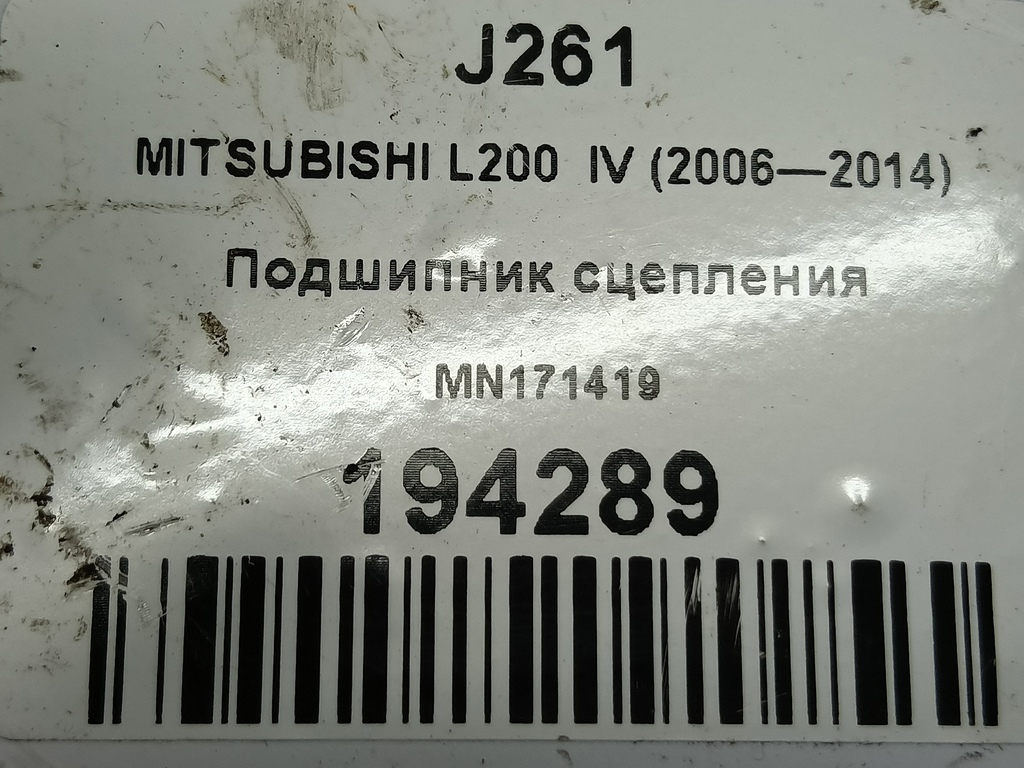 J261
MITSUBISHI L200 IV (2006—2014)
Подшипник сцепления
MN171419
194289